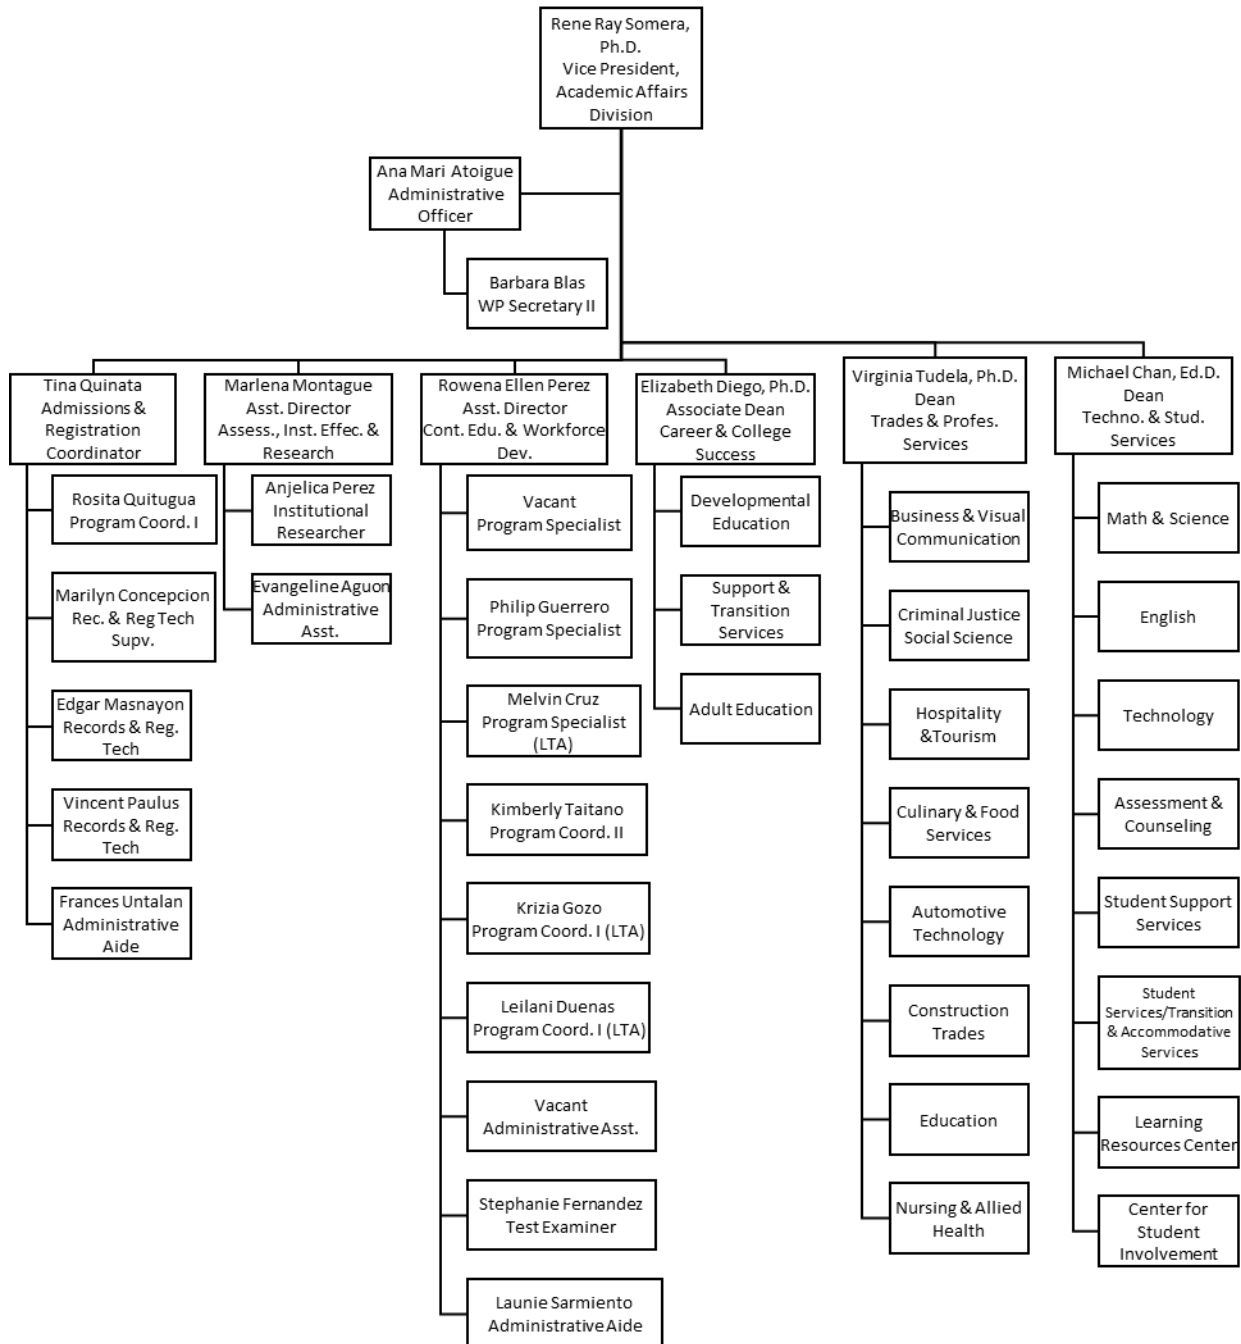 Rene Ray Somera,
Ph.D.
Vice President,
Academic Affairs
Division
Ana Mari Atoigue
Administrative
Officer
Barbara Blas
WP Secretary II
Tina Quinata
Admissions &
Registration
Coordinator
Rosita Quitugua
Program Coord. I
Marilyn Concepcion
Rec. & Reg Tech
Supv.
Edgar Masnayon
Records & Reg.
Tech
Vincent Paulus
Records & Reg.
Tech
Frances Untalan
Administrative
Aide
Marlena Montague
Asst. Director
Assess., Inst. Effec. &
Research
Anjelica Perez
Institutional
Researcher
Evangeline Aguon
Administrative
Asst.
Rowena Ellen Perez
Asst. Director
Cont. Edu. & Workforce
Dev.
Vacant
Program Specialist
Philip Guerrero
Program Specialist
Melvin Cruz
Program Specialist
(LTA)
Kimberly Taitano
Program Coord. II
Krizia Gozo
Program Coord. I (LTA)
Leilani Duenas
Program Coord. I (LTA)
Vacant
Administrative Asst.
Stephanie Fernandez
Test Examiner
Launie Sarmiento
Administrative Aide
Elizabeth Diego, Ph.D.
Associate Dean
Career & College
Success
Developmental
Education
Support &
Transition
Services
Adult Education
Virginia Tudela, Ph.D.
Dean
Trades & Profes.
Services
Business & Visual
Communication
Criminal Justice
Social Science
Hospitality
&Tourism
Culinary & Food
Services
Automotive
Technology
Construction
Trades
Education
Nursing & Allied
Health
Michael Chan, Ed.D.
Dean
Techno. & Stud.
Services
Math & Science
English
Technology
Assessment &
Counseling
Student Support
Services
Student
Services/Transition
& Accommodative
Services
Learning
Resources Center
Center for
Student
Involvement